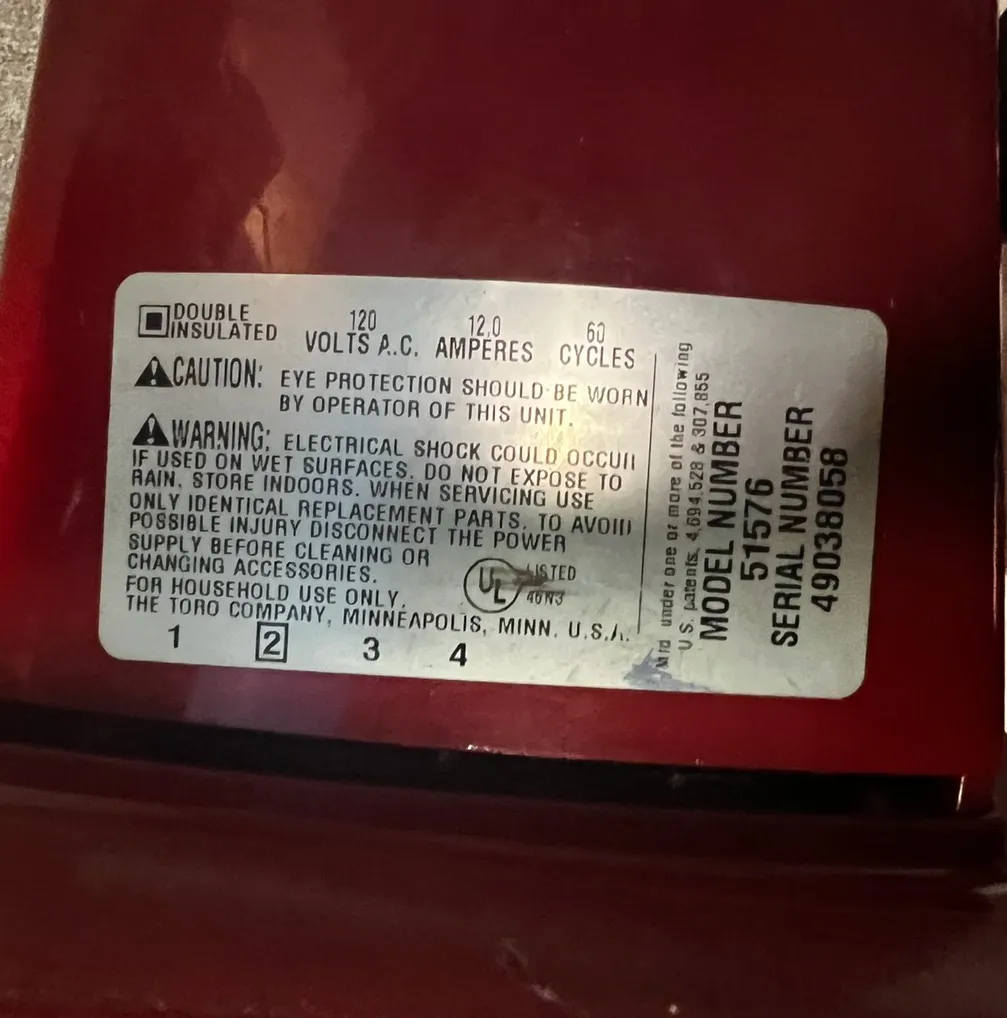 DOUBLE
INSULATED
120
VOLTS A.C.
12.0
AMPERES
60
CYCLES
CAUTION: EYE PROTECTION SHOULD BE WORN
BY OPERATOR OF THIS UNIT.
WARNING: ELECTRICAL SHOCK COULD OCCUR
IF USED ON WET SURFACES. DO NOT EXPOSE TO
RAIN. STORE INDOORS. WHEN SERVICING USE
ONLY IDENTICAL REPLACEMENT PARTS. TO AVOID
POSSIBLE INJURY DISCONNECT THE POWER
SUPPLY BEFORE CLEANING OR
CHANGING ACCESSORIES.
FOR HOUSEHOLD USE ONLY.
THE TORO COMPANY, MINNEAPOLIS, MINN. U.S.A.
UL LISTED
1 2 3 4
Mfd under one or more of the following
U.S. patents. 4,694,528 & 307,855
MODEL NUMBER
51576
SERIAL NUMBER
49038058